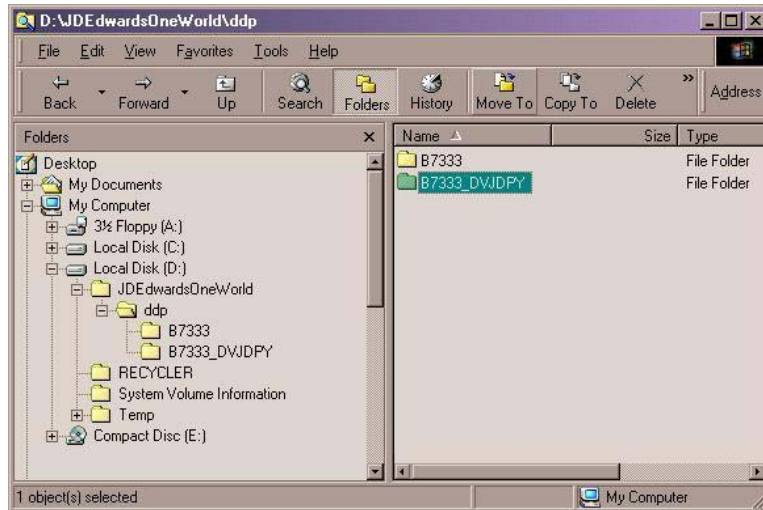 D:\JDEdwardsOneWorld\ddp
File Edit View Favorites Tools Help
Back Forward Up Search Folders History Move To Copy To Delete » Address
Folders
Name Size Type
Desktop
My Documents
My Computer
3½ Floppy (A:)
Local Disk (C:)
Local Disk (D:)
JDEdwardsOneWorld
ddp
B7333
B7333_DVJDPY
RECYCLER
System Volume Information
Temp
Compact Disc (E:)
B7333 File Folder
B7333_DVJDPY File Folder
1 object(s) selected My Computer